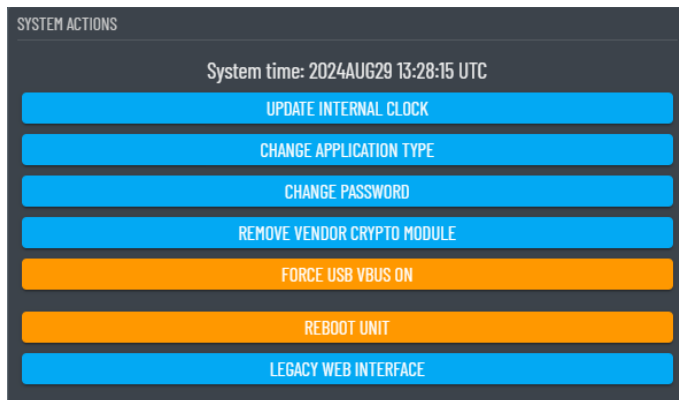 SYSTEM ACTIONS
System time: 2024AUG29 13:28:15 UTC
UPDATE INTERNAL CLOCK
CHANGE APPLICATION TYPE
CHANGE PASSWORD
REMOVE VENDOR CRYPTO MODULE
FORCE USB VBUS ON
REBOOT UNIT
LEGACY WEB INTERFACE